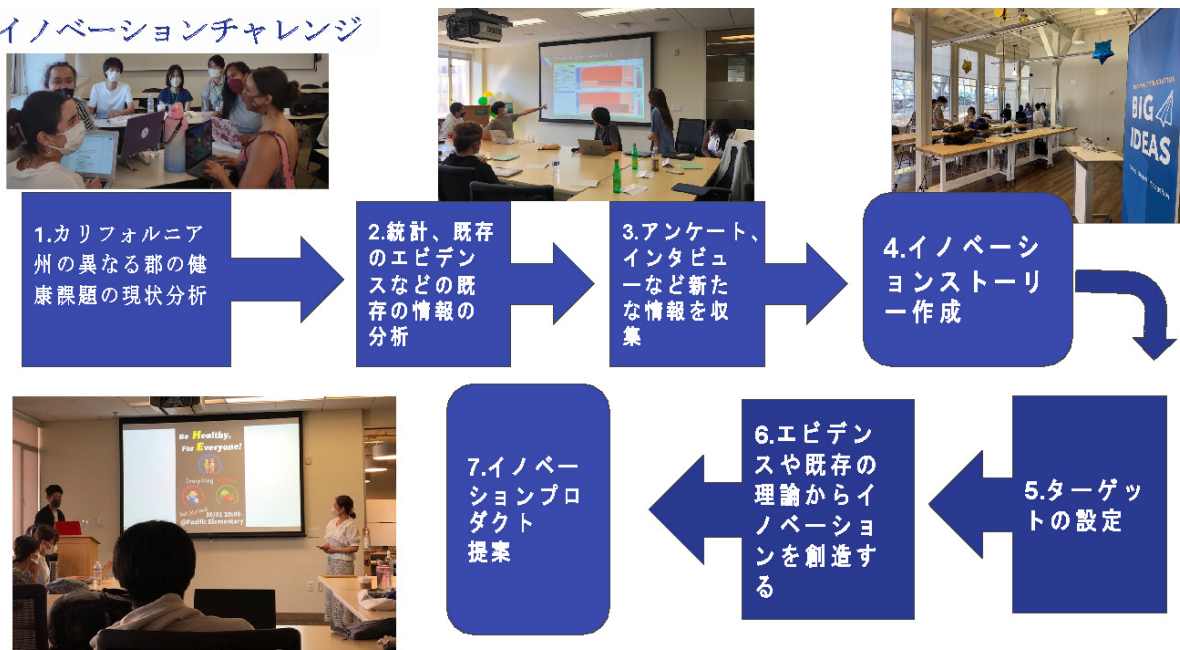 イノベーションチャレンジ
1.カリフォルニア
州の異なる郡の健
康課題の現状分析
2.統計、既存
のエビデン
スなどの既
存の情報の
分析
3.アンケート、
インタビュ
ーなど新た
な情報を収
集
4.イノベーシ
ョンストーリ
ー作成
BIG
IDEAS
5.ターゲッ
トの設定
6.エビデン
スや既存の
理論からイ
ノベーショ
ンを創造す
る
7.イノベー
ションプロ
ダクト
提案
Be Healthy,
For Everyone!
Everything
10/01 10:00-
@Pacific Elementary